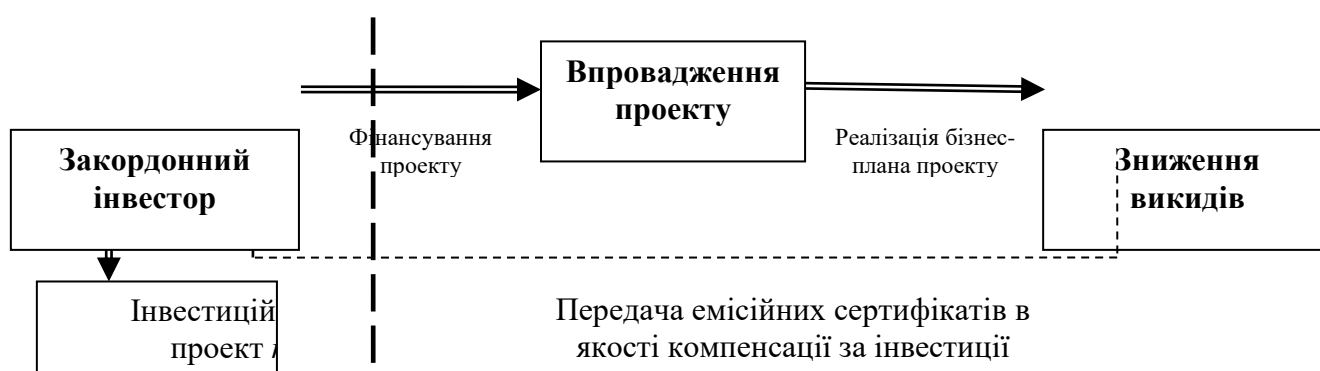 Впровадження
проекту
Фінансування
проекту
Реалізація бізнес-
плана проекту
Закордонний
інвестор
Зниження
викидів
Інвестицій
проект
Передача емісійних сертифікатів в
якості компенсації за інвестиції